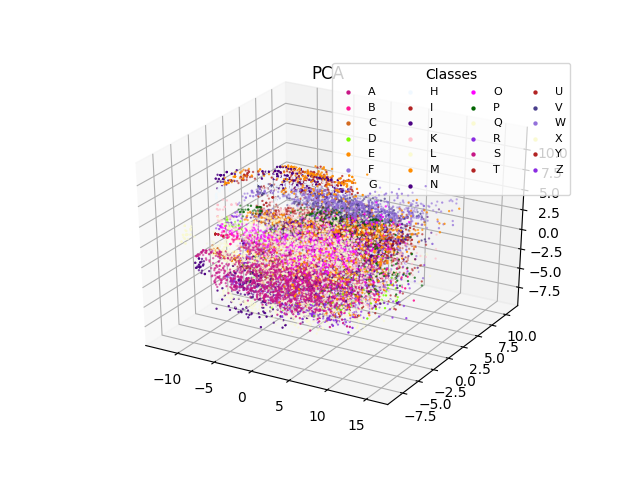 PCA
Classes
A H O U
B I P V
C J Q W
D K R X
E L S Y
F M T Z
G N
10.0
7.5
5.0
2.5
0.0
−2.5
−5.0
−7.5
10.0
7.5
5.0
2.5
0.0
−2.5
−5.0
−7.5
−10 −5 0 5 10 15